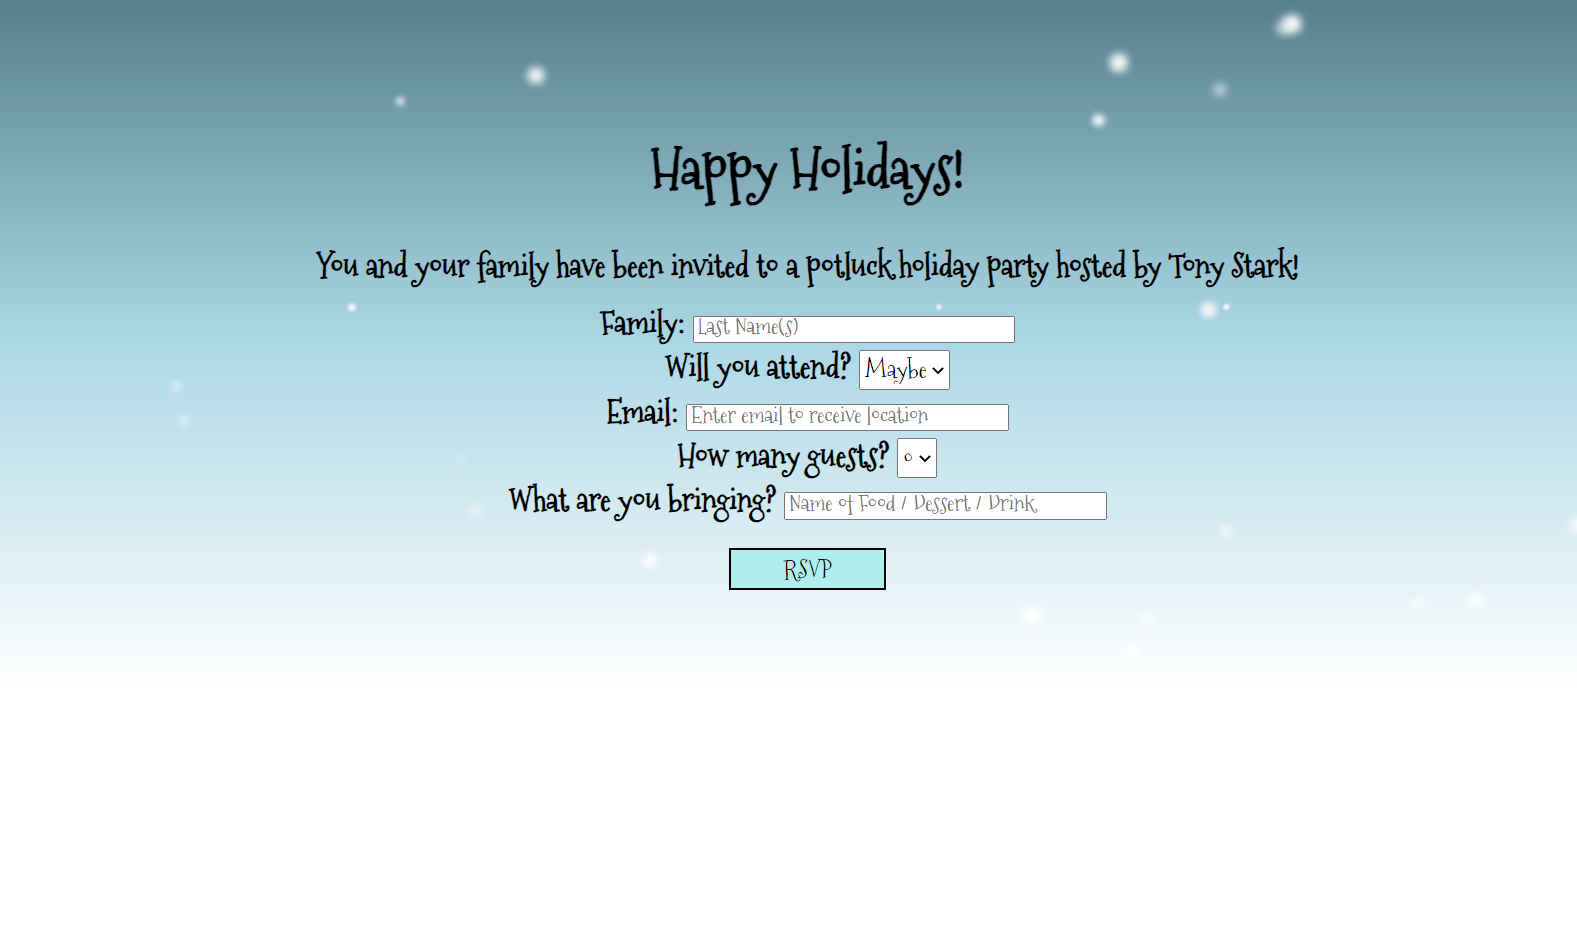 Happy Holidays!
You and your family have been invited to a potluck holiday party hosted by Tony Stark!
Family: Last Name(s)
Will you attend? Maybe
Email: Enter email to receive location
How many guests? 0
What are you bringing? Name of Food / Dessert / Drink
RSVP